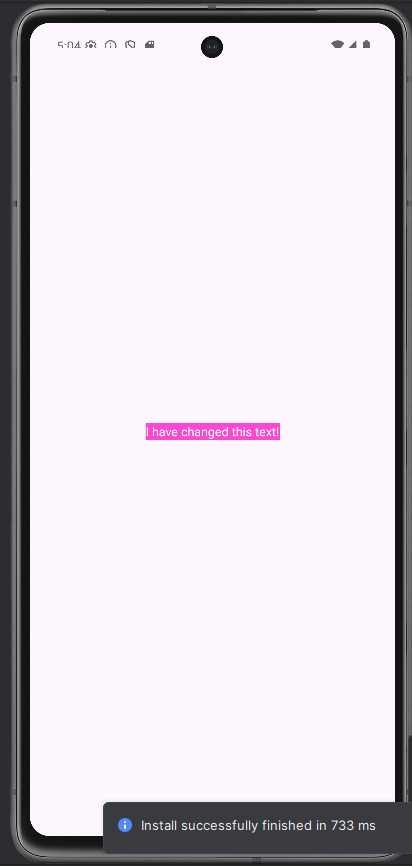 5:04
I have changed this text!
Install successfully finished in 733 ms